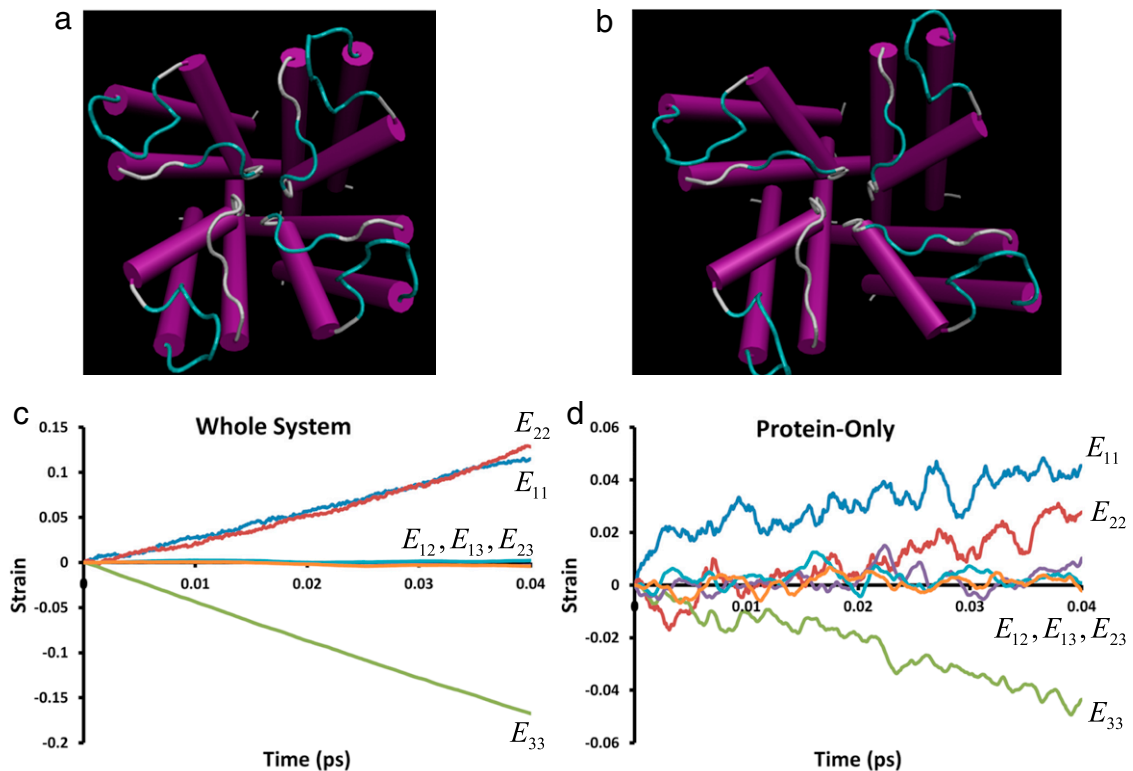 a
b
c
Whole System
Strain
0.15
0.1
0.05
0
-0.05
-0.1
-0.15
-0.2
0
0.01
0.02
0.03
0.04
E22
E11
E12, E13, E23
E33
Time (ps)
d
Protein-Only
Strain
0.06
0.04
0.02
0
-0.02
-0.04
-0.06
0
0.01
0.02
0.03
0.04
E11
E22
E12, E13, E23
E33
Time (ps)